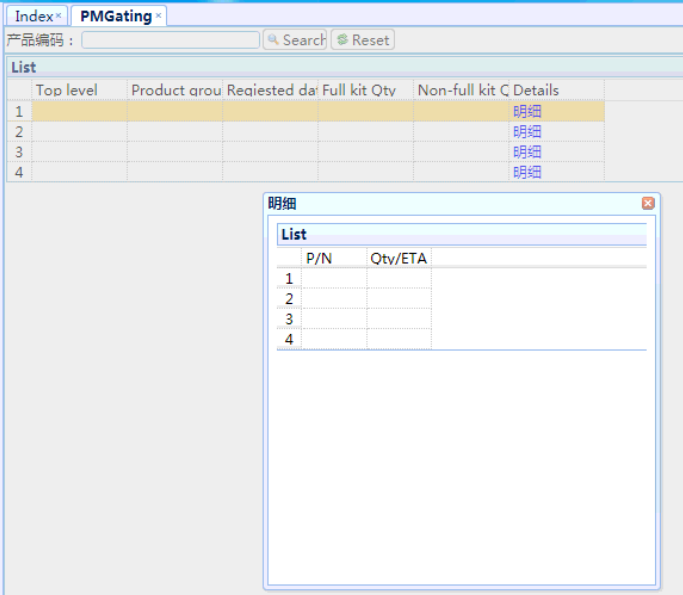 Index× PMGating×
产品编码： Search Reset
List
Top level Product grou Reqiested dat Full kit Qty Non-full kit Q Details
1 明细
2 明细
3 明细
4 明细
明细
List
P/N Qty/ETA
1
2
3
4